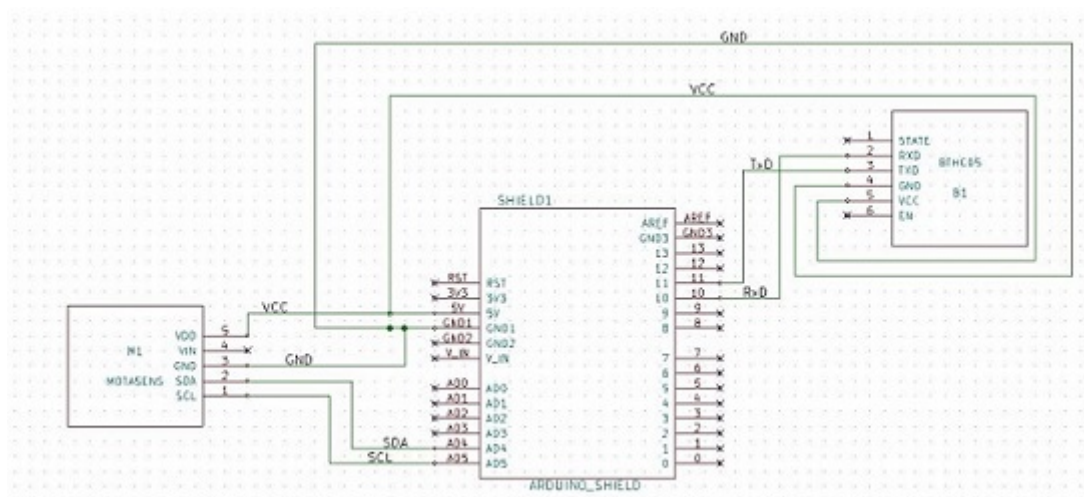 GND
VCC
1 STATE
2 RXD
3 TXD
4 GND
5 VCC
6 EN
BTHC05
B1
TxD
RxD
SHIELD1
AREF AREF
GND3 GND3
13 13
12 12
11 11
10 10
9 9
8 8
7 7
6 6
5 5
4 4
3 3
2 2
1 1
0 0
RST RST
3V3 3V3
5V 5V
GND1 GND1
GND2 GND2
V_IN V_IN
AD0 AD0
AD1 AD1
AD2 AD2
AD3 AD3
AD4 AD4
AD5 AD5
ARDUINO_SHIELD
VCC
GND
SDA
SCL
VDD 5
VIN 4
GND 3
SDA 2
SCL 1
M1
MOTASENS